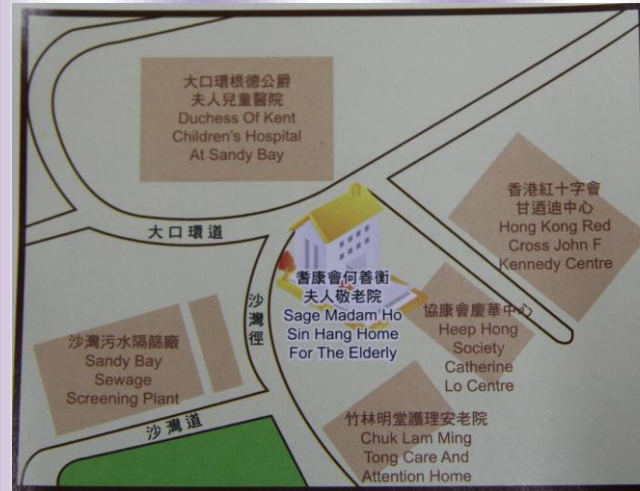 大口環根德公爵
夫人兒童醫院
Duchess Of Kent
Children's Hospital
At Sandy Bay
香港紅十字會
甘迺迪中心
Hong Kong Red
Cross John F
Kennedy Centre
大口環道
沙灣徑
耆康會何善衡
夫人敬老院
Sage Madam Ho
Sin Hang Home
For The Elderly
協康會慶華中心
Heep Hong
Society
Catherine
Lo Centre
沙灣污水隔篩廠
Sandy Bay
Sewage
Screening Plant
沙灣道
竹林明堂護理安老院
Chuk Lam Ming
Tong Care And
Attention Home